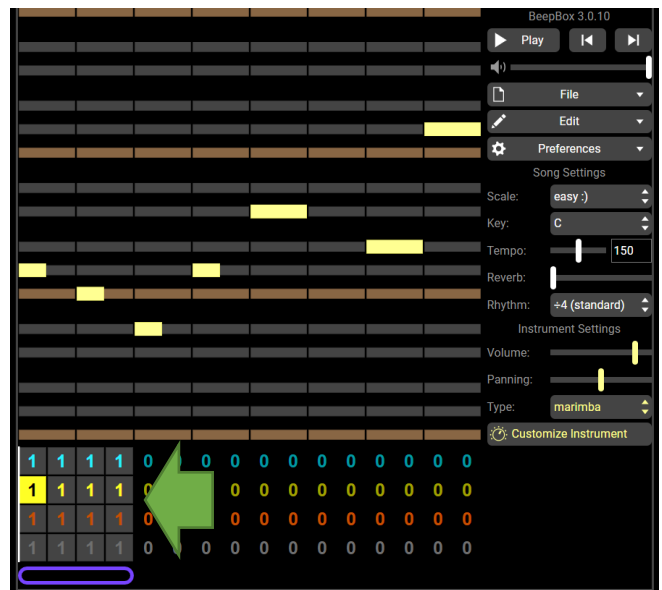 BeepBox 3.0.10
Play
File
Edit
Preferences
Song Settings
Scale: easy :)
Key: C
Tempo: 150
Reverb:
Rhythm: ÷4 (standard)
Instrument Settings
Volume:
Panning:
Type: marimba
Customize Instrument
1 1 1 1 0 0 0 0 0 0 0 0 0 0 0
1 1 1 1 0 0 0 0 0 0 0 0 0 0
1 1 1 1 0 0 0 0 0 0 0 0 0 0
1 1 1 1 0 0 0 0 0 0 0 0 0 0 0